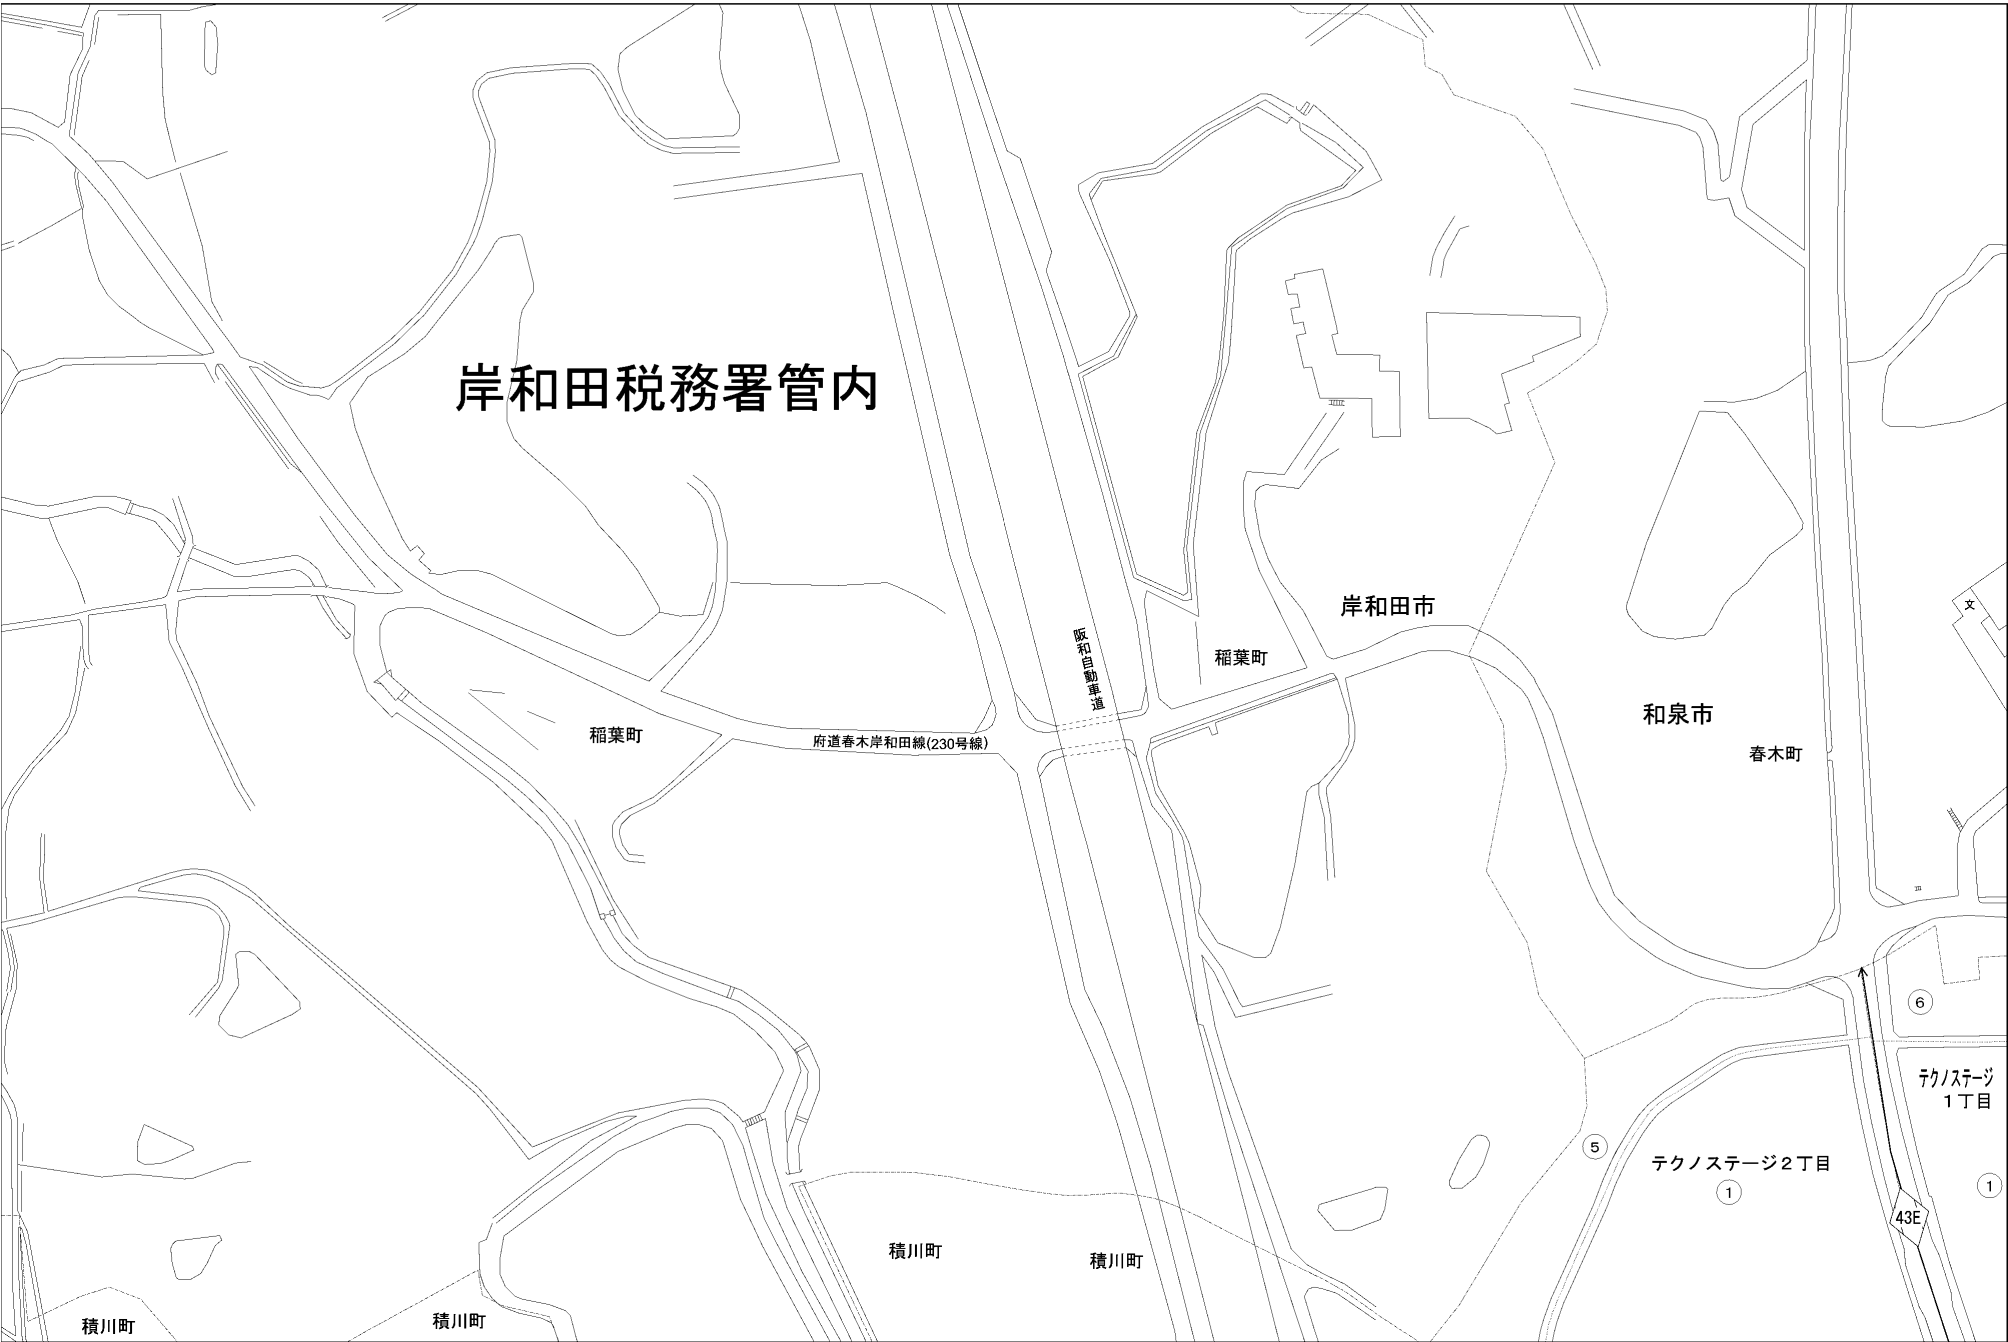 岸和田税務署管内
文
岸和田市
阪和自動車道
稲葉町
和泉市
稲葉町
府道春木岸和田線(230号線)
春木町
6
テクノステージ
1丁目
5
テクノステージ2丁目
1
1
43E
積川町
積川町
積川町
積川町